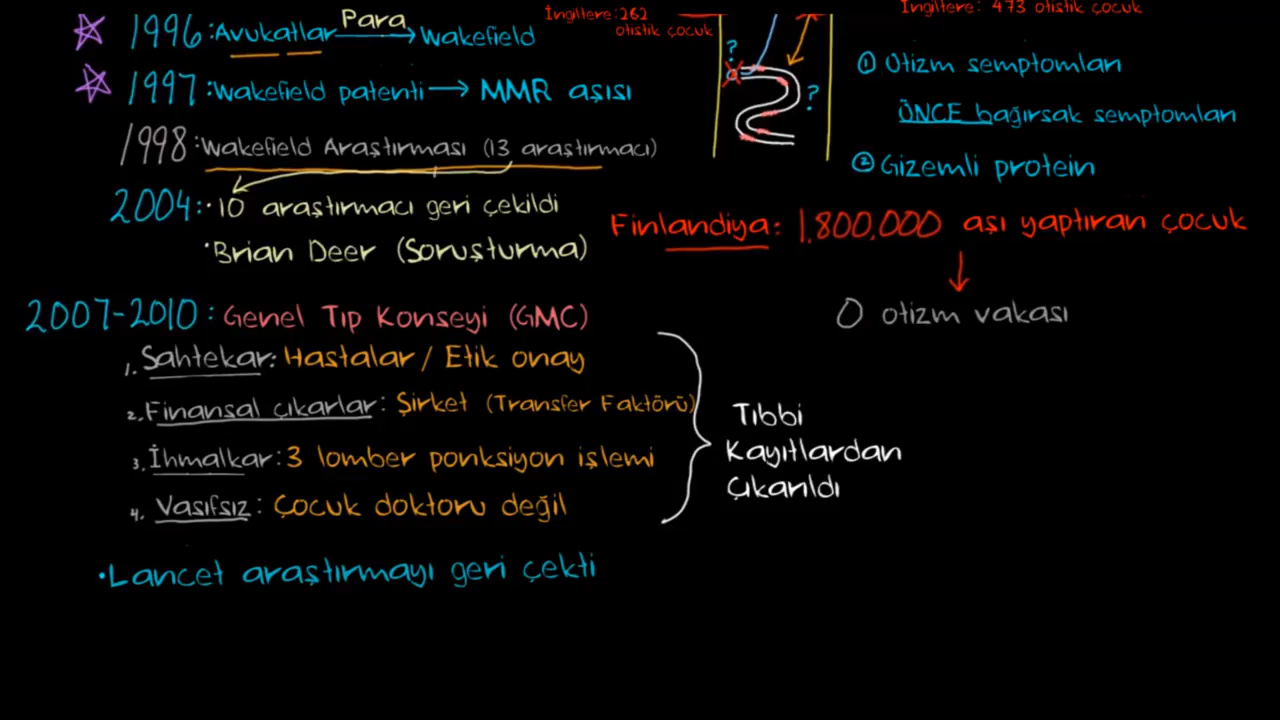 Para
1996:Avukatlar → Wakefield
1997:Wakefield patenti → MMR aşısı
1998:Wakefield Araştırması (13 araştırmacı)
2004:•10 araştırmacı geri çekildi
•Brian Deer (Soruşturma)
2007-2010: Genel Tıp Konseyi (GMC)
1. Sahtekar: Hastalar / Etik onay
2. Finansal çıkarlar: Şirket (Transfer Faktörü)
3. İhmalkar: 3 lomber ponksiyon işlemi
4. Vasıfsız: Çocuk doktoru değil
Tıbbi
Kayıtlardan
Çıkarıldı
•Lancet araştırmayı geri çekti
İngiltere:262
otistik çocuk
?
?
İngiltere: 473 otistik çocuk
① Otizm semptomları
ÖNCE bağırsak semptomları
② Gizemli protein
Finlandiya: 1.800.000 aşı yaptıran çocuk
0 otizm vakası